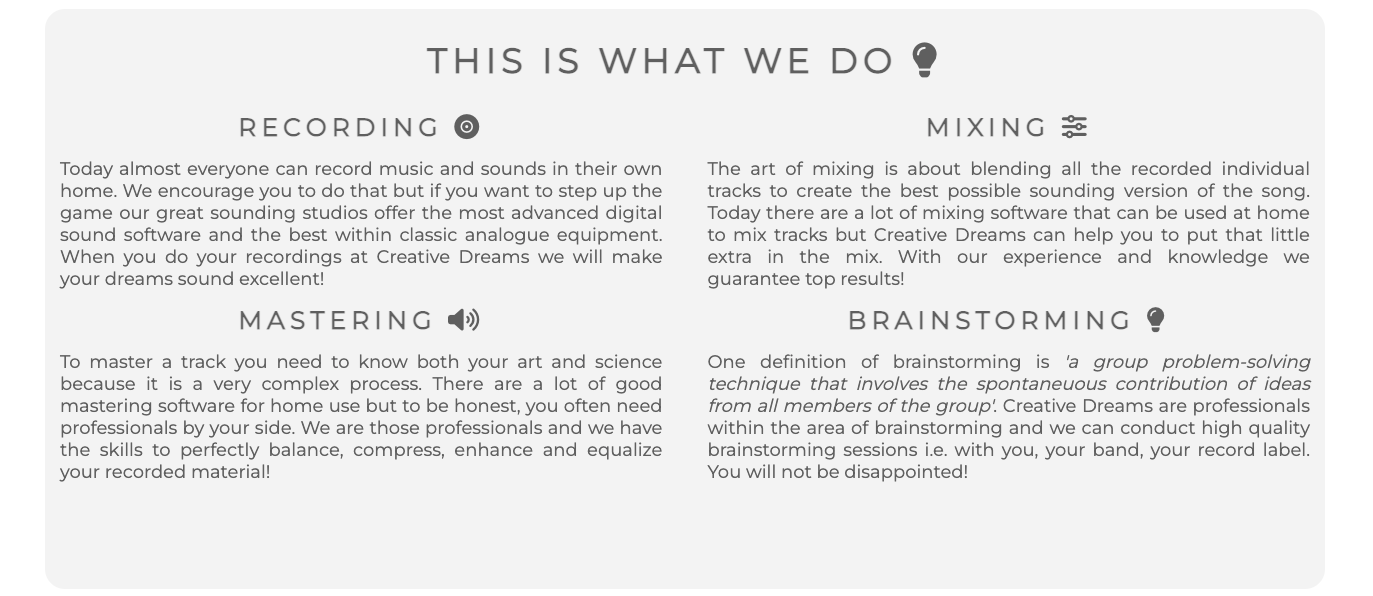 THIS IS WHAT WE DO
RECORDING
Today almost everyone can record music and sounds in their own
home. We encourage you to do that but if you want to step up the
game our great sounding studios offer the most advanced digital
sound software and the best within classic analogue equipment.
When you do your recordings at Creative Dreams we will make
your dreams sound excellent!
MIXING
The art of mixing is about blending all the recorded individual
tracks to create the best possible sounding version of the song.
Today there are a lot of mixing software that can be used at home
to mix tracks but Creative Dreams can help you to put that little
extra in the mix. With our experience and knowledge we
guarantee top results!
MASTERING
To master a track you need to know both your art and science
because it is a very complex process. There are a lot of good
mastering software for home use but to be honest, you often need
professionals by your side. We are those professionals and we have
the skills to perfectly balance, compress, enhance and equalize
your recorded material!
BRAINSTORMING
One definition of brainstorming is 'a group problem-solving
technique that involves the spontaneuous contribution of ideas
from all members of the group'. Creative Dreams are professionals
within the area of brainstorming and we can conduct high quality
brainstorming sessions i.e. with you, your band, your record label.
You will not be disappointed!